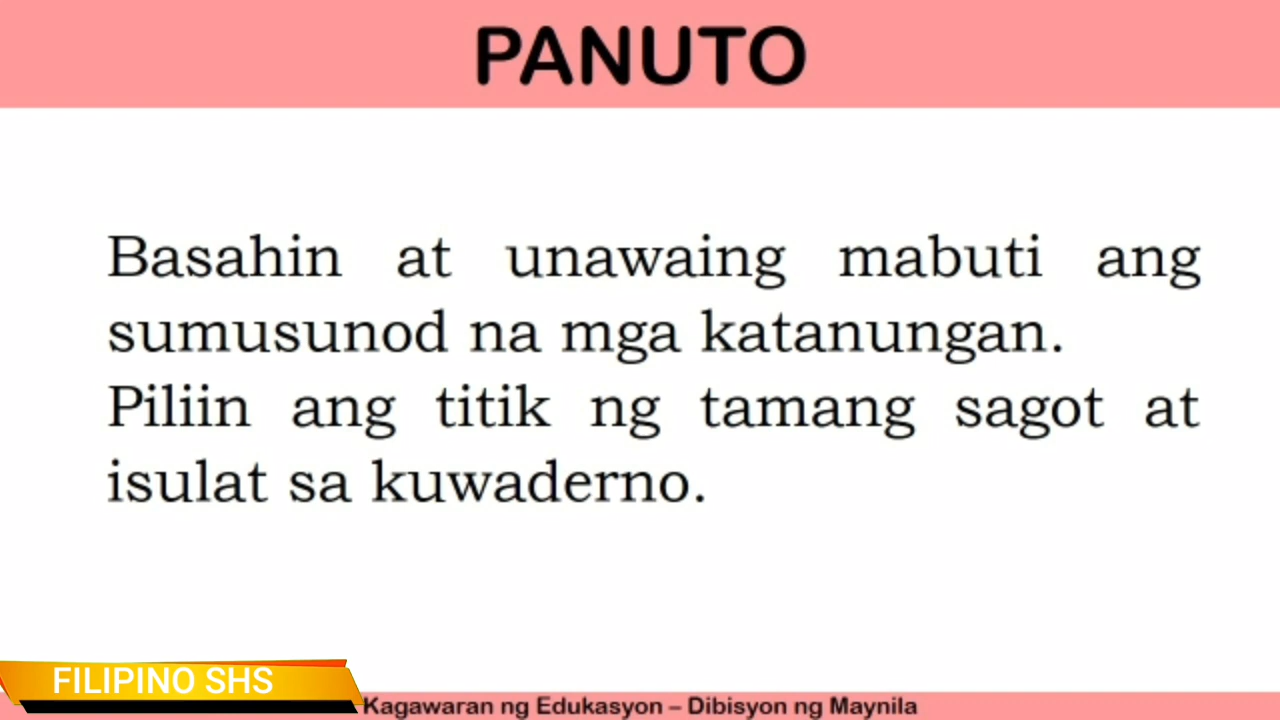 PANUTO
Basahin at unawaing mabuti ang
sumusunod na mga katanungan.
Piliin ang titik ng tamang sagot at
isulat sa kuwaderno.
FILIPINO SHS
Kagawaran ng Edukasyon – Dibisyon ng Maynila